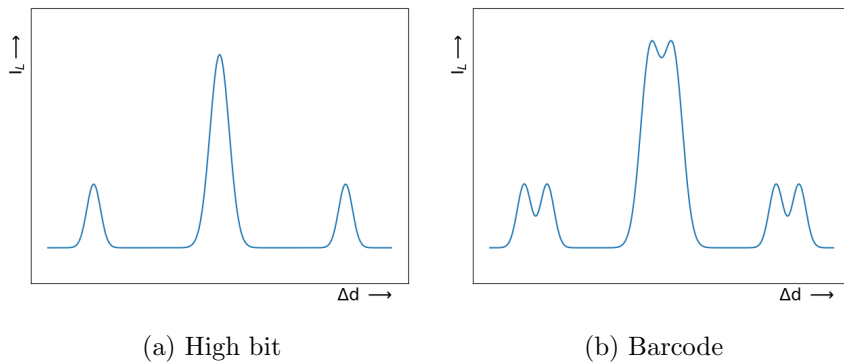 I_L ⟶
Δd ⟶
(a) High bit
I_L ⟶
Δd ⟶
(b) Barcode